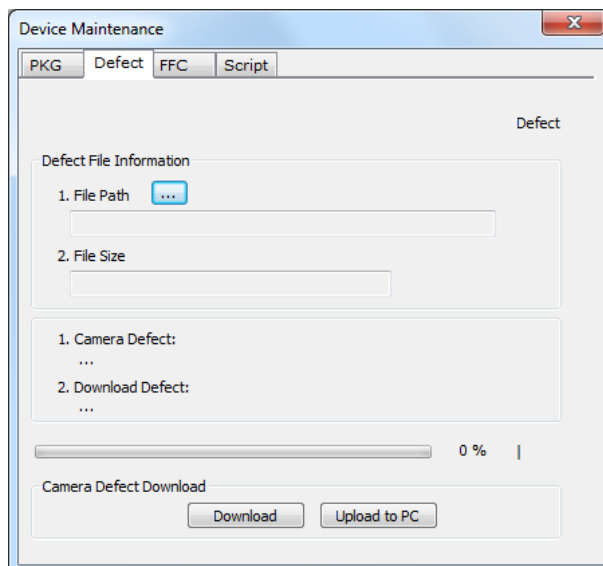 Device Maintenance
PKG Defect FFC Script
Defect
Defect File Information
1. File Path ...
2. File Size
1. Camera Defect:
...
2. Download Defect:
...
0 % |
Camera Defect Download
Download Upload to PC